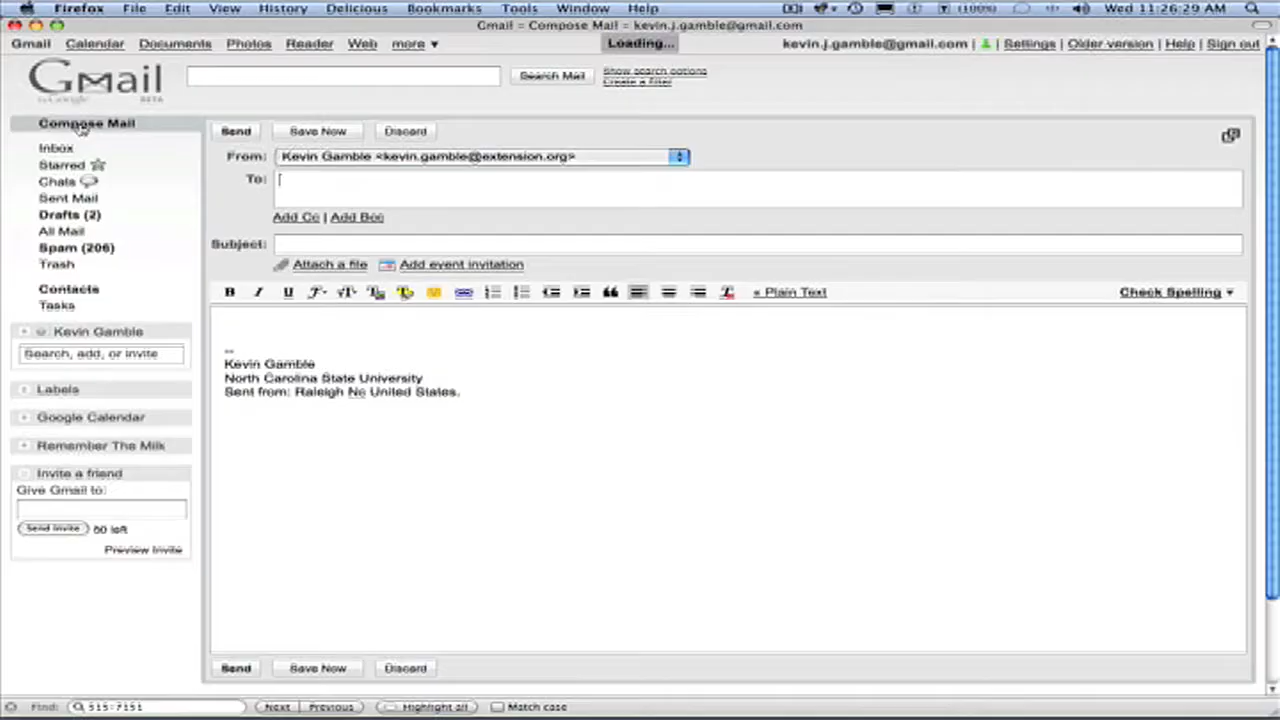 Firefox File Edit View History Delicious Bookmarks Tools Window Help (100%) Wed 11:26:29 AM
Gmail - Compose Mail - kevin.j.gamble@gmail.com
Gmail Calendar Documents Photos Reader Web more ▼ Loading... kevin.j.gamble@gmail.com | Settings | Older version | Help | Sign out
Gmail by Google BETA
Search Mail Show search options
Create a filter
Compose Mail
Send Save Now Discard
Inbox
From: Kevin Gamble <kevin.gamble@extension.org>
Starred
Chats
To:
Sent Mail
Drafts (2)
Add Cc | Add Bcc
All Mail
Subject:
Spam (206)
Trash
Attach a file Add event invitation
Contacts
B I U « Plain Text Check Spelling ▼
Tasks
Kevin Gamble
Search, add, or invite
--
Kevin Gamble
North Carolina State University
Sent from: Raleigh Nc United States.
Labels
Google Calendar
Remember The Milk
Invite a friend
Give Gmail to:
Send Invite 50 left
Preview Invite
Send Save Now Discard
Find: 515-7151 Next Previous Highlight all Match case